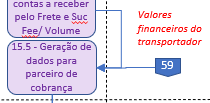 contas a receber
pelo Frete e Suc
Fee/ Volume
Valores
financeiros do
transportador
15.5 - Geração de
dados para
parceiro de
cobrança
59